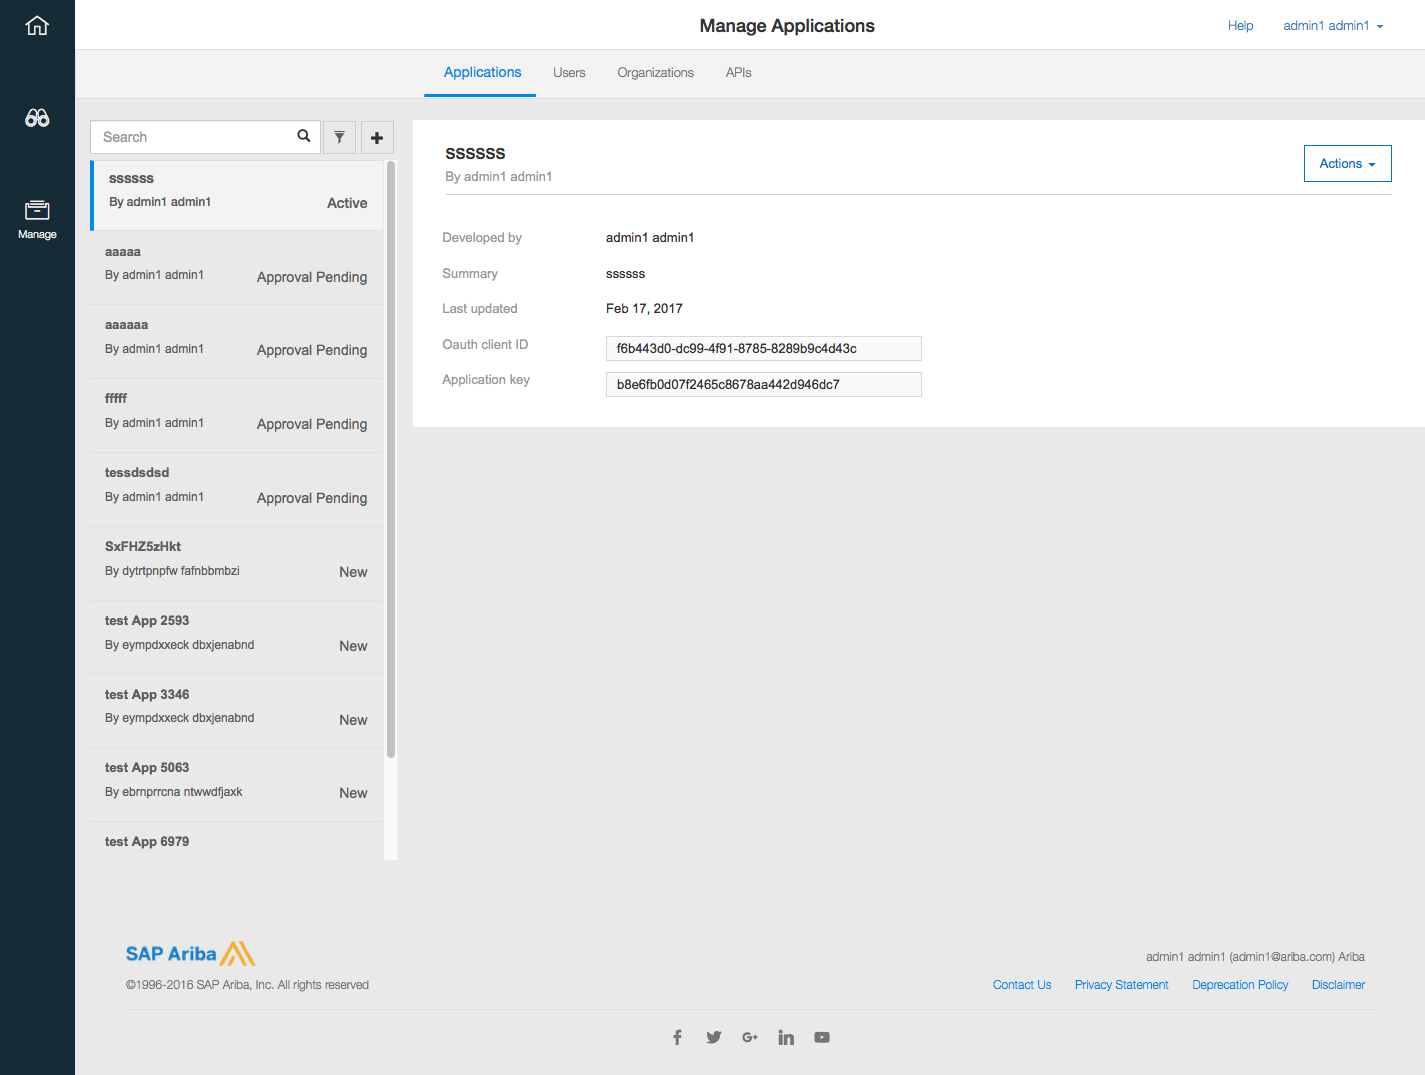 Manage Applications
Help
admin1 admin1
Applications
Users
Organizations
APIs
Manage
Search
ssssss
By admin1 admin1
Active
aaaaa
By admin1 admin1
Approval Pending
aaaaaa
By admin1 admin1
Approval Pending
fffff
By admin1 admin1
Approval Pending
tessdsdsd
By admin1 admin1
Approval Pending
SxFHZ5zHkt
By dytrtpnpfw fafnbbmbzi
New
test App 2593
By eympdxxeck dbxjenabnd
New
test App 3346
By eympdxxeck dbxjenabnd
New
test App 5063
By ebrnprrcna ntwwdfjaxk
New
test App 6979
ssssss
By admin1 admin1
Actions
Developed by
admin1 admin1
Summary
ssssss
Last updated
Feb 17, 2017
Oauth client ID
f6b443d0-dc99-4f91-8785-8289b9c4d43c
Application key
b8e6fb0d07f2465c8678aa442d946dc7
SAP Ariba
©1996-2016 SAP Ariba, Inc. All rights reserved
admin1 admin1 (admin1@ariba.com) Ariba
Contact Us
Privacy Statement
Deprecation Policy
Disclaimer